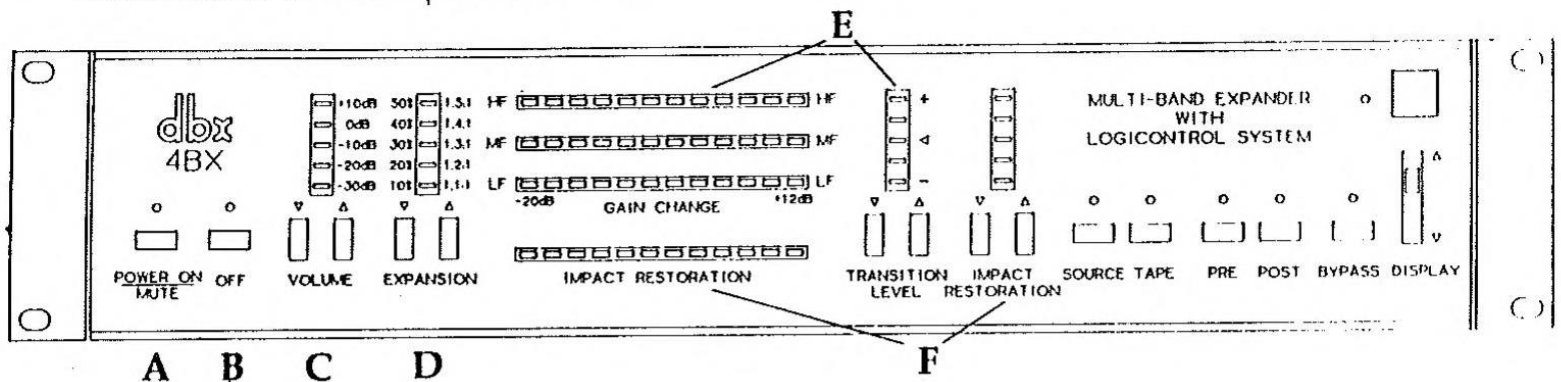 E
dbx
4BX
+10dB 50% 1.5:1 HF HF +
0dB 40% 1.4:1
-10dB 30% 1.3:1 MF MF
-20dB 20% 1.2:1
-30dB 10% 1.1:1 LF LF -
-20dB GAIN CHANGE +12dB
MULTI-BAND EXPANDER
WITH
LOGICONTROL SYSTEM
POWER ON
MUTE
OFF
VOLUME
EXPANSION
IMPACT RESTORATION
TRANSITION
LEVEL
IMPACT
RESTORATION
SOURCE
TAPE
PRE
POST
BYPASS
DISPLAY
A B C D F